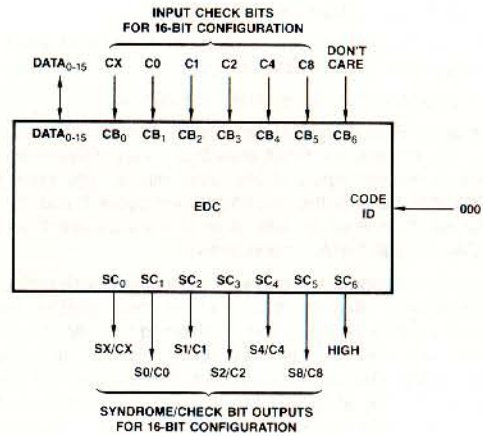 INPUT CHECK BITS
FOR 16-BIT CONFIGURATION
DATA0-15 CX C0 C1 C2 C4 C8 DON'T
CARE
DATA0-15 CB0 CB1 CB2 CB3 CB4 CB5 CB6
CODE
ID
000
EDC
SC0 SC1 SC2 SC3 SC4 SC5 SC6
SX/CX S1/C1 S4/C4 HIGH
S0/C0 S2/C2 S8/C8
SYNDROME/CHECK BIT OUTPUTS
FOR 16-BIT CONFIGURATION